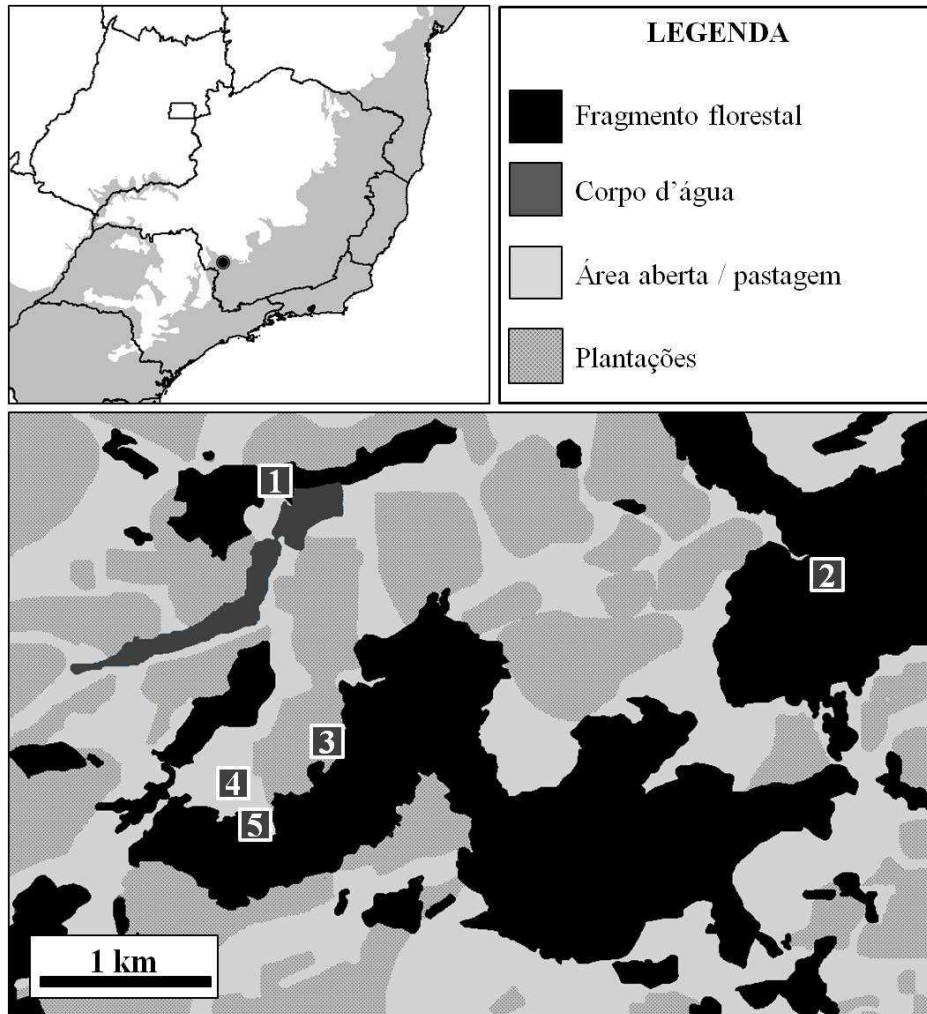 LEGENDA
Fragmento florestal
Corpo d’água
Área aberta / pastagem
Plantações
1
2
3
4
5
1 km